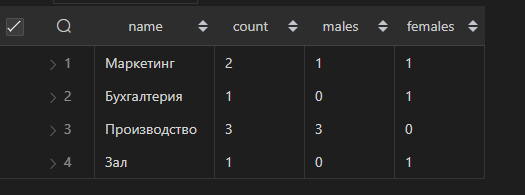 name count males females
1 Маркетинг 2 1 1
2 Бухгалтерия 1 0 1
3 Производство 3 3 0
4 Зал 1 0 1